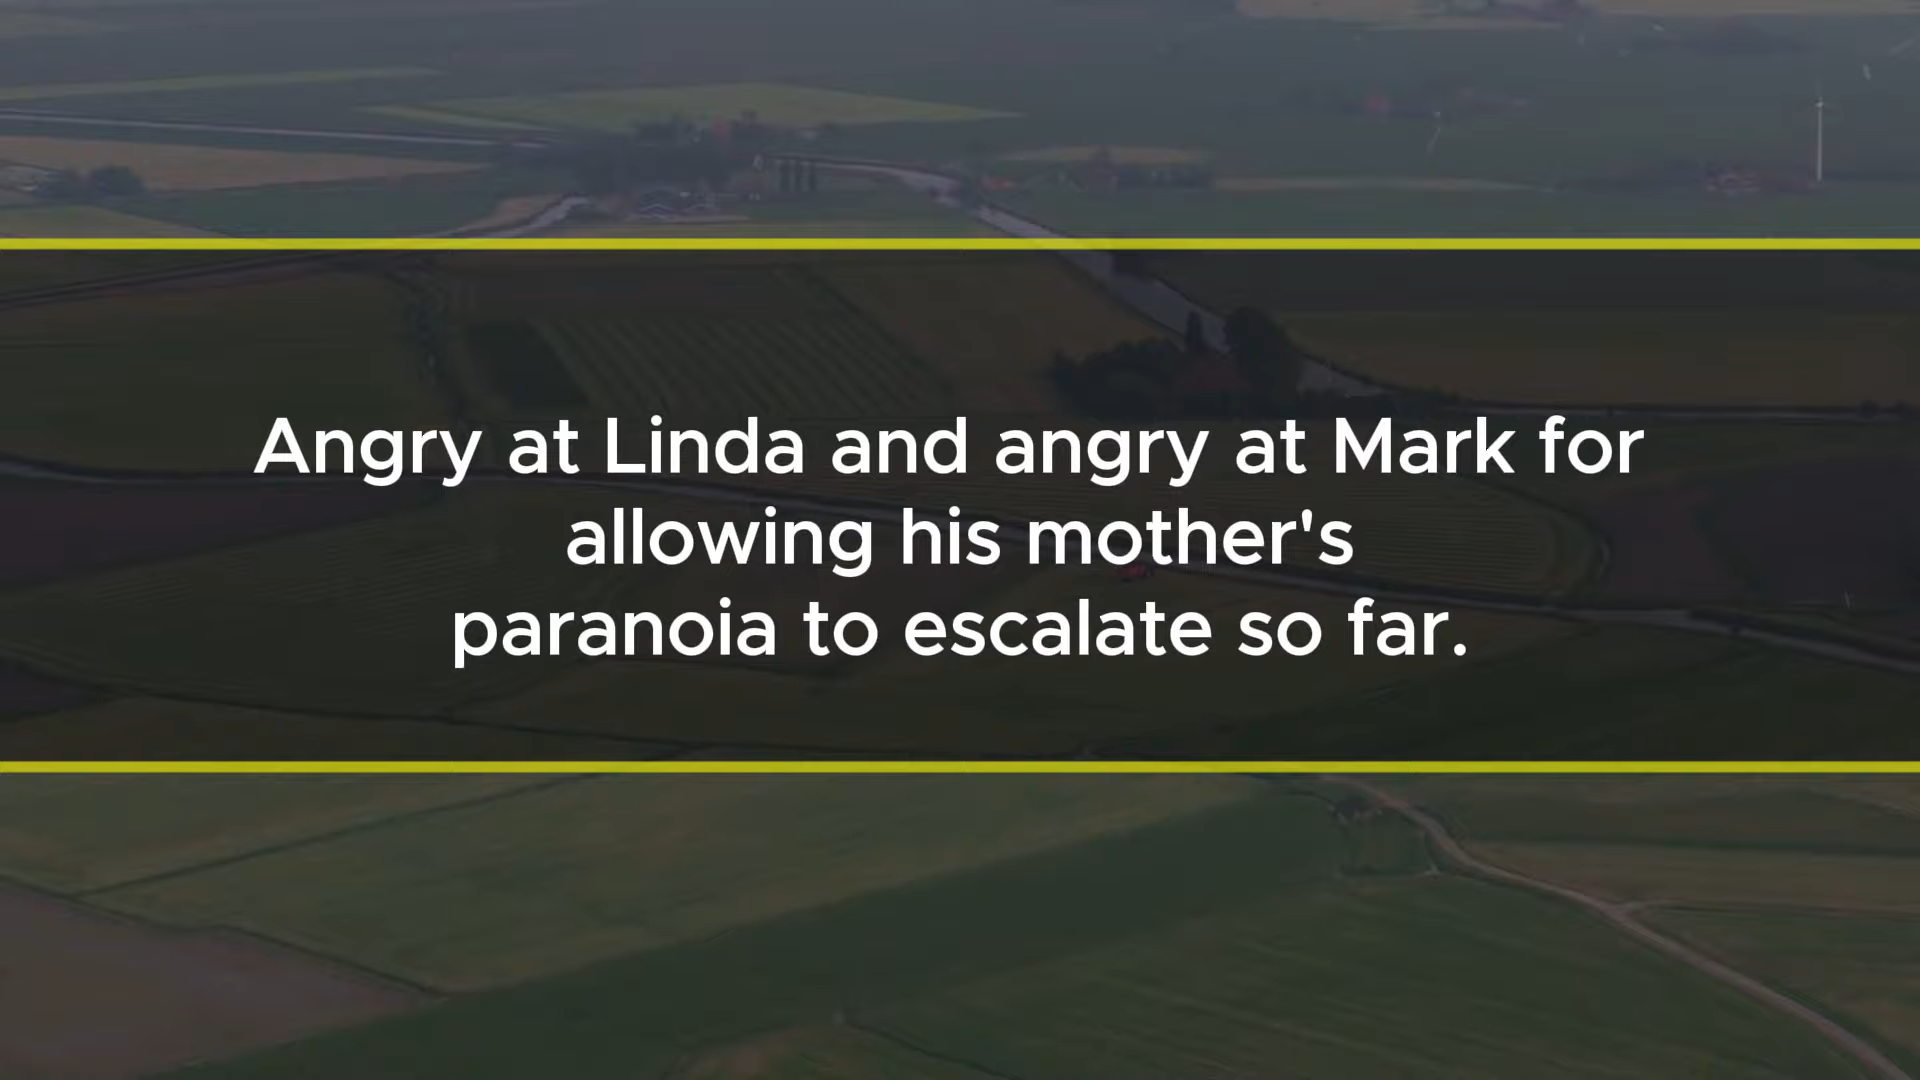 Angry at Linda and angry at Mark for
allowing his mother's
paranoia to escalate so far.